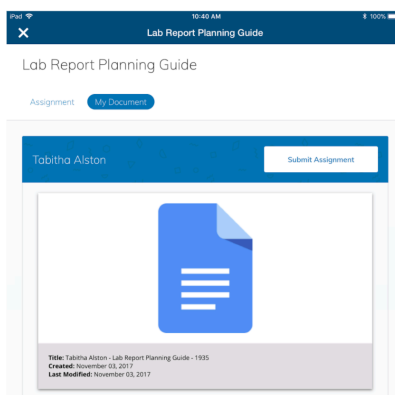 iPad 10:40 AM 100%
Lab Report Planning Guide
Lab Report Planning Guide
Assignment My Document
Tabitha Alston Submit Assignment
Title: Tabitha Alston - Lab Report Planning Guide - 1935
Created: November 03, 2017
Last Modified: November 03, 2017